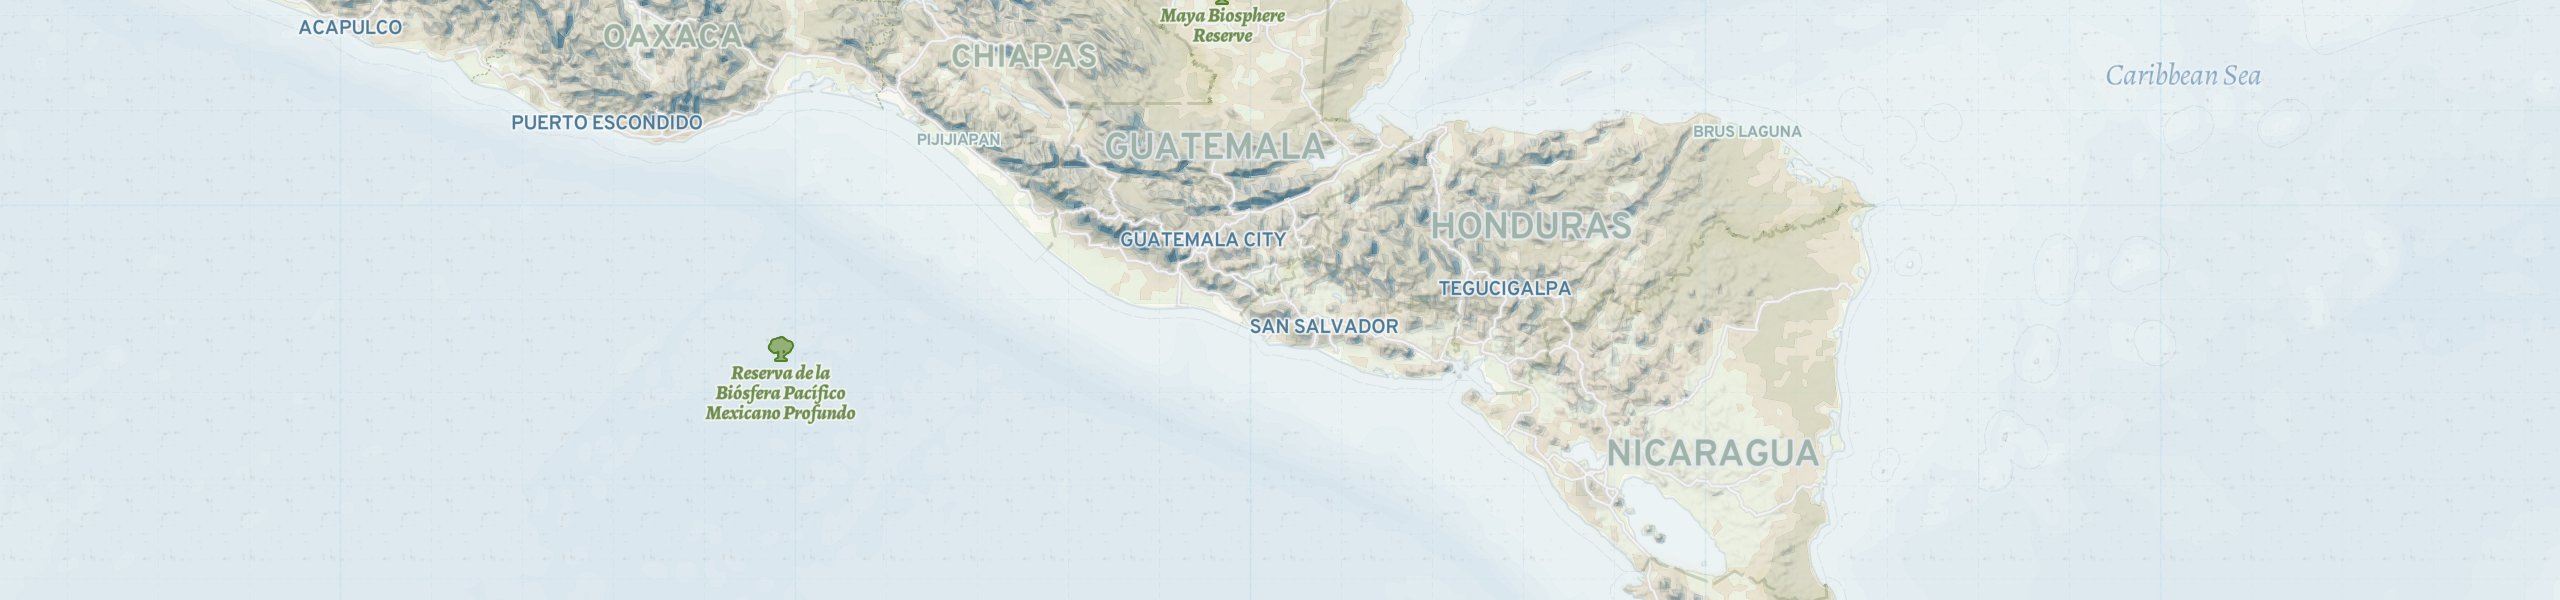 Maya Biosphere
Reserve
ACAPULCO
OAXACA
CHIAPAS
Caribbean Sea
PUERTO ESCONDIDO
PIJIJIAPAN
GUATEMALA
BRUS LAGUNA
HONDURAS
GUATEMALA CITY
TEGUCIGALPA
SAN SALVADOR
Reserva de la
Biósfera Pacífico
Mexicano Profundo
NICARAGUA